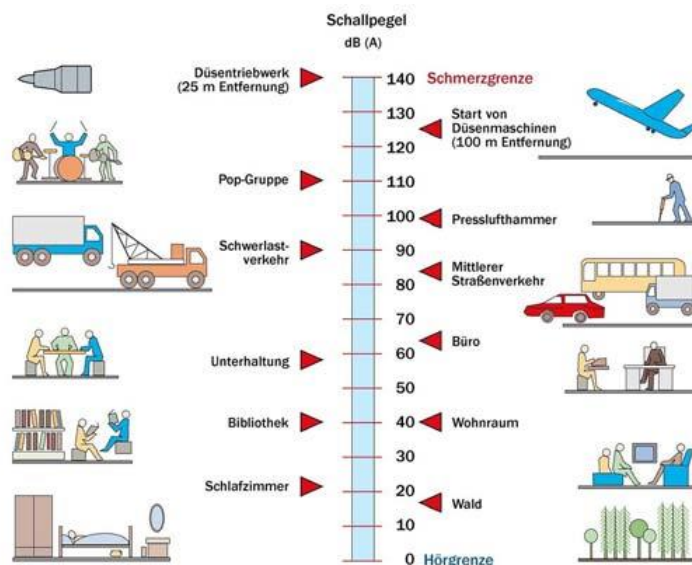 Schallpegel
dB (A)
Düsentriebwerk
(25 m Entfernung)
140 Schmerzgrenze
130
Start von
Düsenmaschinen
(100 m Entfernung)
120
Pop-Gruppe
110
100
Presslufthammer
Schwerlast-
verkehr
90
Mittlerer
Straßenverkehr
80
70
Büro
Unterhaltung
60
50
Bibliothek
40
Wohnraum
30
Schlafzimmer
20
Wald
10
0 Hörgrenze